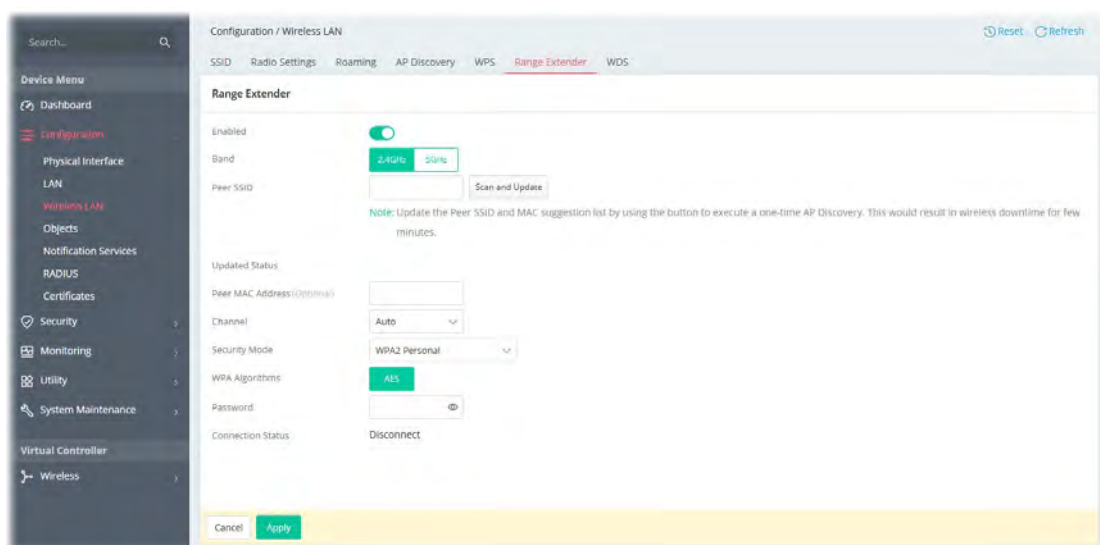 Search...
Device Menu
Dashboard
Configuration
Physical Interface
LAN
Wireless LAN
Objects
Notification Services
RADIUS
Certificates
Security
Monitoring
Utility
System Maintenance
Virtual Controller
Wireless
Configuration / Wireless LAN
Reset Refresh
SSID Radio Settings Roaming AP Discovery WPS Range Extender WDS
Range Extender
Enabled
Band 2.4GHz 5GHz
Peer SSID Scan and Update
Note: Update the Peer SSID and MAC suggestion list by using the button to execute a one-time AP Discovery. This would result in wireless downtime for few
minutes.
Updated Status
Peer MAC Address (Optional)
Channel Auto
Security Mode WPA2 Personal
WPA Algorithms AES
Password
Connection Status Disconnect
Cancel Apply